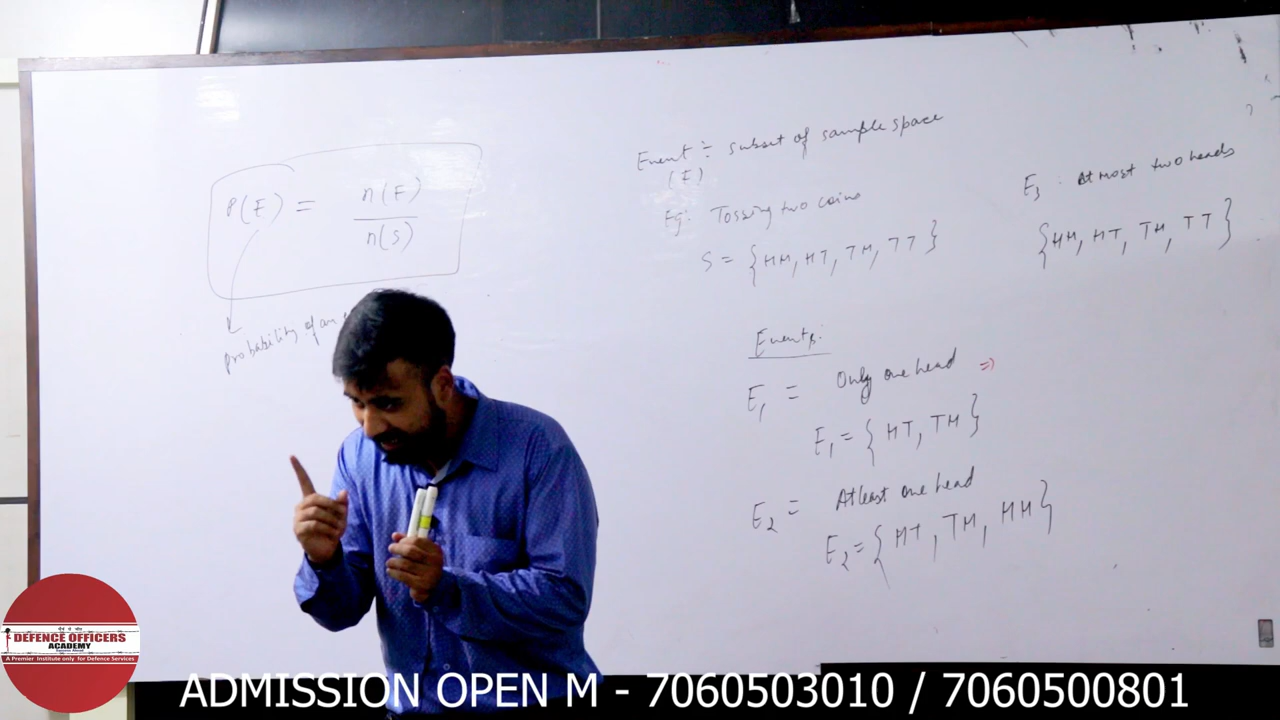 P(E) = n(E)
n(S)
probability of an
Event :- subset of sample space
(E)
Eg: Tossing two coins
S = {HH, HT, TH, TT}
E3 : At most two heads
{HH, HT, TH, TT}
Events:
E1 = Only one head =>
E1 = {HT, TH}
E2 = Atleast one head
E2 = {HT, TH, HH}
DEFENCE OFFICERS
ACADEMY
A Premier Institute only for Defence Services
ADMISSION OPEN M - 7060503010 / 7060500801